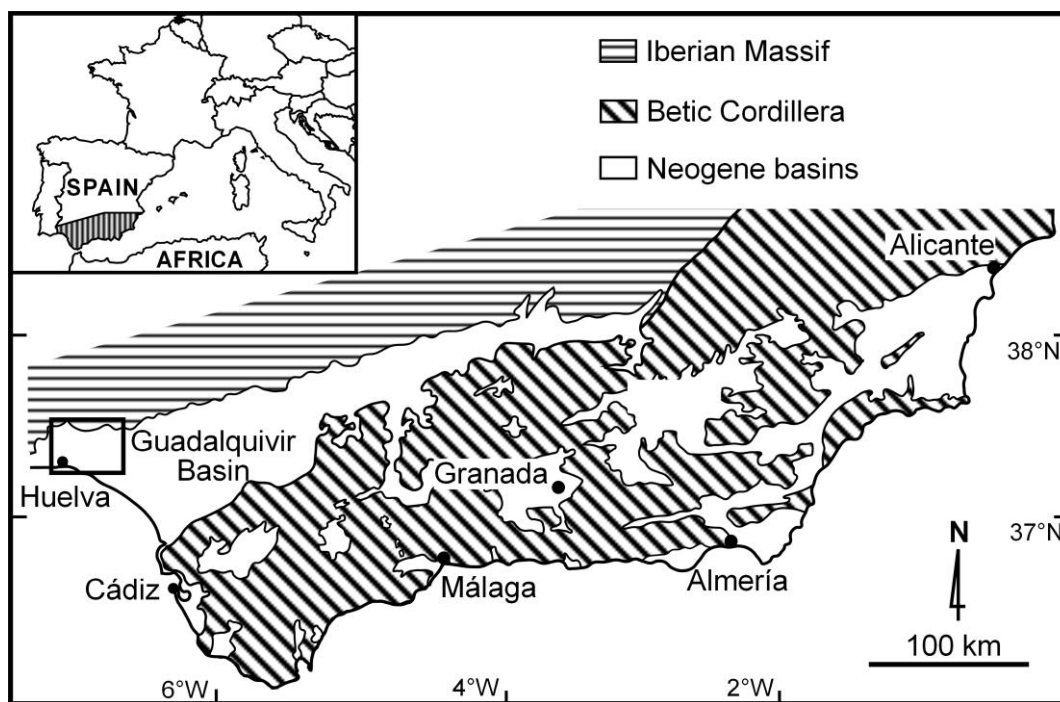 SPAIN
AFRICA
Iberian Massif
Betic Cordillera
Neogene basins
Alicante
38°N
Guadalquivir
Basin
Huelva
Granada
37°N
N
Cádiz
Málaga
Almería
100 km
6°W
4°W
2°W